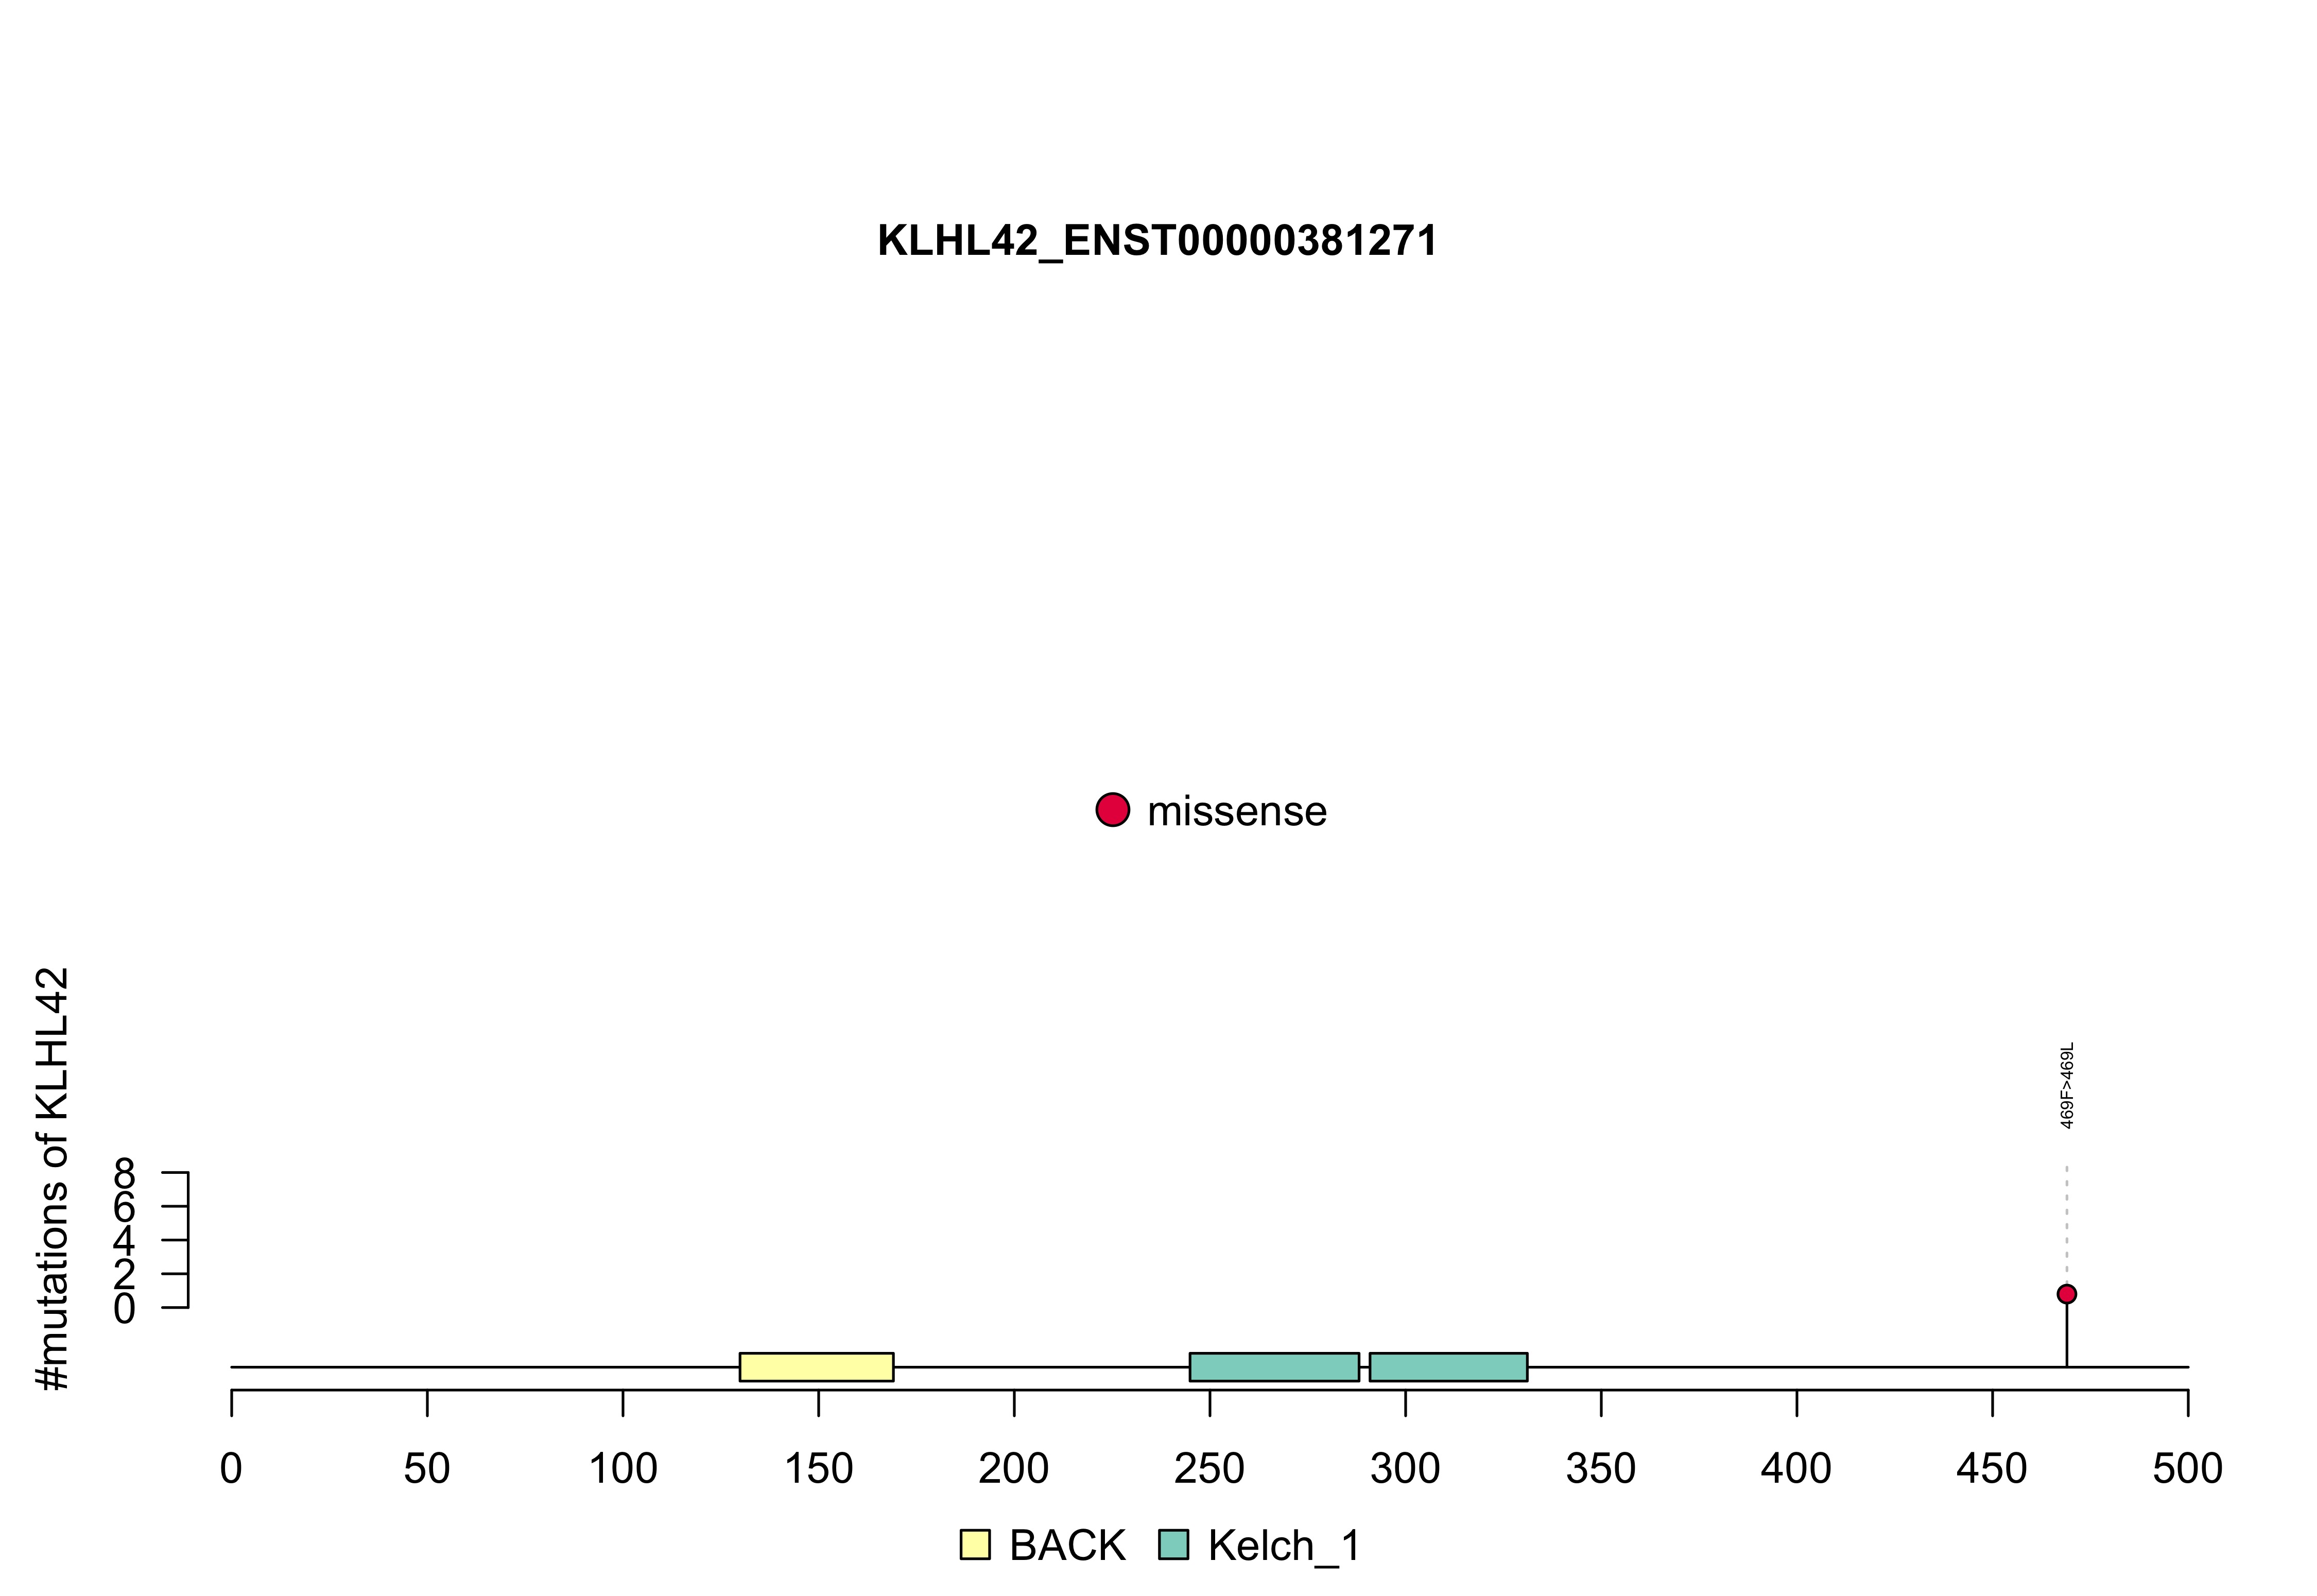 KLHL42_ENST00000381271
missense
#mutations of KLHL42
469F>469L
8
6
4
2
0
0 50 100 150 200 250 300 350 400 450 500
BACK Kelch_1